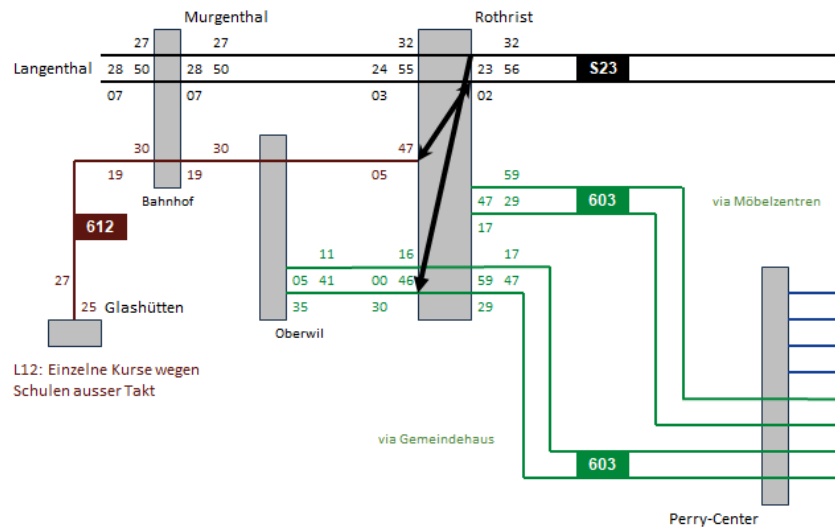 Murgenthal Rothrist
27 27 32 32
Langenthal 28 50 28 50 24 55 23 56 S23
07 07 03 02
30 30 47
19 19 05
Bahnhof
59
47 29 603 via Möbelzentren
17
612
11 16 17
27 05 41 00 46 59 47
25 Glashütten 35 30 29
Oberwil
L12: Einzelne Kurse wegen
Schulen ausser Takt
via Gemeindehaus
603
Perry-Center